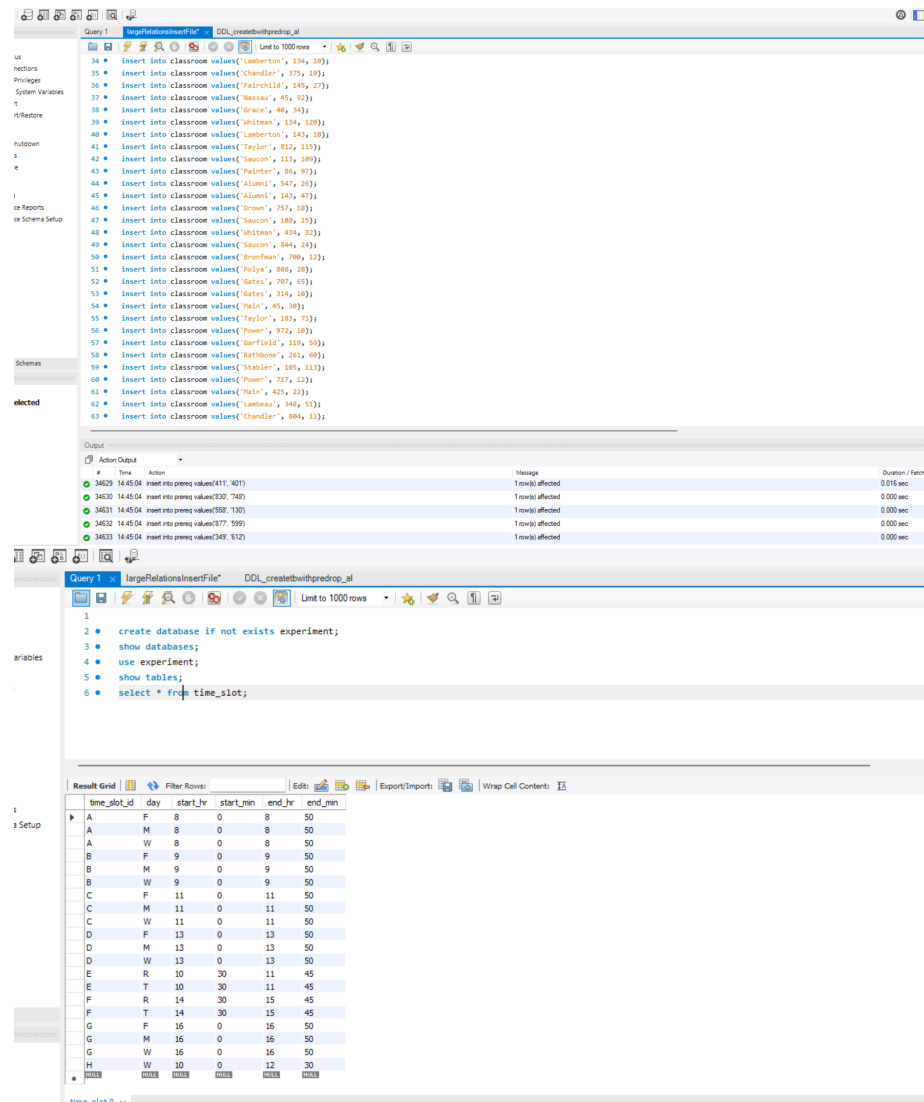 Query 1 largeRelationsInsertFile* × DDL_createtbwithpredrop_al
Limit to 1000 rows
us
nections
Privileges
System Variables
rt
rt/Restore
hutdown
s
e
ce Reports
ce Schema Setup
Schemas
elected
34 insert into classroom values('Lamberton', 134, 10);
35 insert into classroom values('Chandler', 375, 10);
36 insert into classroom values('Fairchild', 145, 27);
37 insert into classroom values('Nassau', 45, 92);
38 insert into classroom values('Grace', 40, 34);
39 insert into classroom values('Whitman', 134, 120);
40 insert into classroom values('Lamberton', 143, 10);
41 insert into classroom values('Taylor', 812, 115);
42 insert into classroom values('Saucon', 113, 109);
43 insert into classroom values('Painter', 86, 97);
44 insert into classroom values('Alumni', 547, 26);
45 insert into classroom values('Alumni', 143, 47);
46 insert into classroom values('Drown', 757, 18);
47 insert into classroom values('Saucon', 180, 15);
48 insert into classroom values('Whitman', 434, 32);
49 insert into classroom values('Saucon', 844, 24);
50 insert into classroom values('Bronfman', 700, 12);
51 insert into classroom values('Polya', 808, 28);
52 insert into classroom values('Gates', 707, 65);
53 insert into classroom values('Gates', 314, 10);
54 insert into classroom values('Main', 45, 30);
55 insert into classroom values('Taylor', 183, 71);
56 insert into classroom values('Power', 972, 10);
57 insert into classroom values('Garfield', 119, 59);
58 insert into classroom values('Rathbone', 261, 60);
59 insert into classroom values('Stabler', 105, 113);
60 insert into classroom values('Power', 717, 12);
61 insert into classroom values('Main', 425, 22);
62 insert into classroom values('Lambeau', 348, 51);
63 insert into classroom values('Chandler', 804, 11);
Output
Action Output
# Time Action Message Duration / Fetch
34629 14:45:04 insert into prereq values('411', '401') 1 row(s) affected 0.016 sec
34630 14:45:04 insert into prereq values('830', '748') 1 row(s) affected 0.000 sec
34631 14:45:04 insert into prereq values('558', '130') 1 row(s) affected 0.000 sec
34632 14:45:04 insert into prereq values('877', '599') 1 row(s) affected 0.000 sec
34633 14:45:04 insert into prereq values('349', '612') 1 row(s) affected 0.000 sec
Query 1 × largeRelationsInsertFile* DDL_createtbwithpredrop_al
Limit to 1000 rows
ariables
s
a Setup
1
2 create database if not exists experiment;
3 show databases;
4 use experiment;
5 show tables;
6 select * from time_slot;
Result Grid Filter Rows: Edit: Export/Import: Wrap Cell Content:
time_slot_id day start_hr start_min end_hr end_min
A F 8 0 8 50
A M 8 0 8 50
A W 8 0 8 50
B F 9 0 9 50
B M 9 0 9 50
B W 9 0 9 50
C F 11 0 11 50
C M 11 0 11 50
C W 11 0 11 50
D F 13 0 13 50
D M 13 0 13 50
D W 13 0 13 50
E R 10 30 11 45
E T 10 30 11 45
F R 14 30 15 45
F T 14 30 15 45
G F 16 0 16 50
G M 16 0 16 50
G W 16 0 16 50
H W 10 0 12 30
NULL NULL NULL NULL NULL NULL